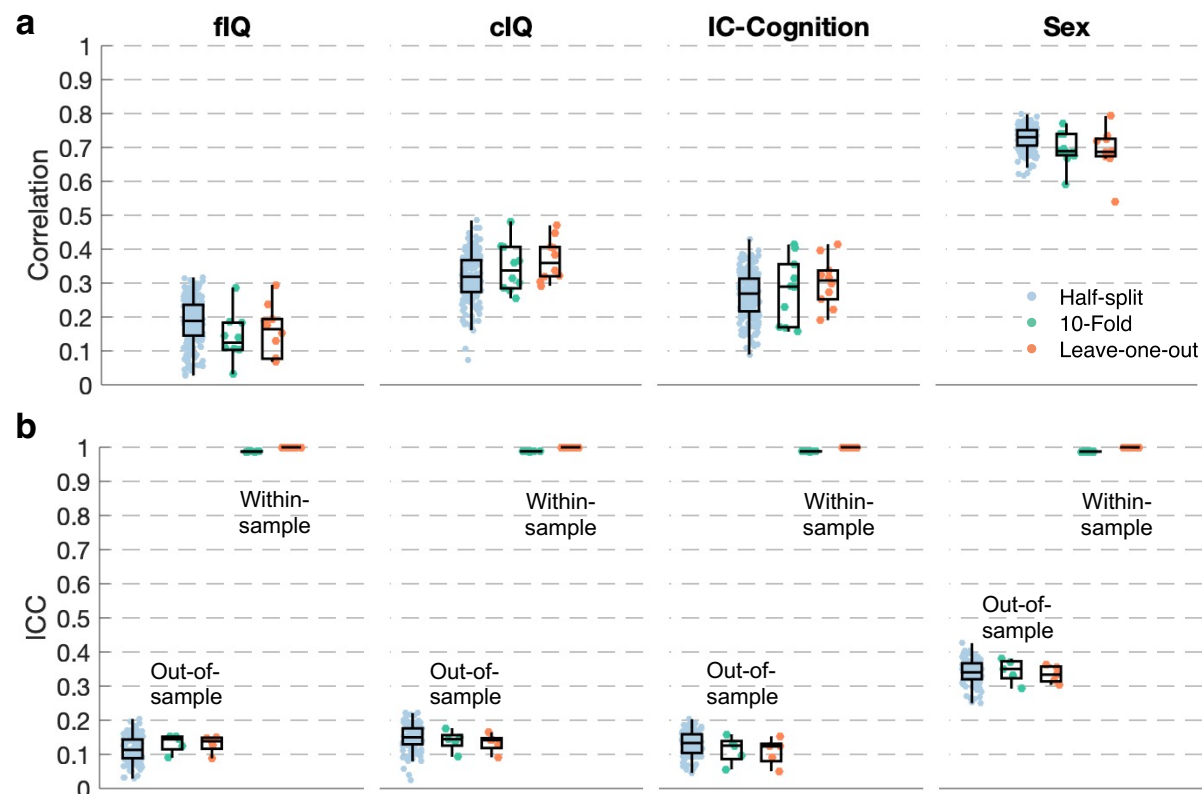 a
fIQ
cIQ
IC-Cognition
Sex
Correlation
1
0.9
0.8
0.7
0.6
0.5
0.4
0.3
0.2
0.1
0
Half-split
10-Fold
Leave-one-out
b
ICC
1
0.9
0.8
0.7
0.6
0.5
0.4
0.3
0.2
0.1
0
Within-
sample
Within-
sample
Within-
sample
Within-
sample
Out-of-
sample
Out-of-
sample
Out-of-
sample
Out-of-
sample